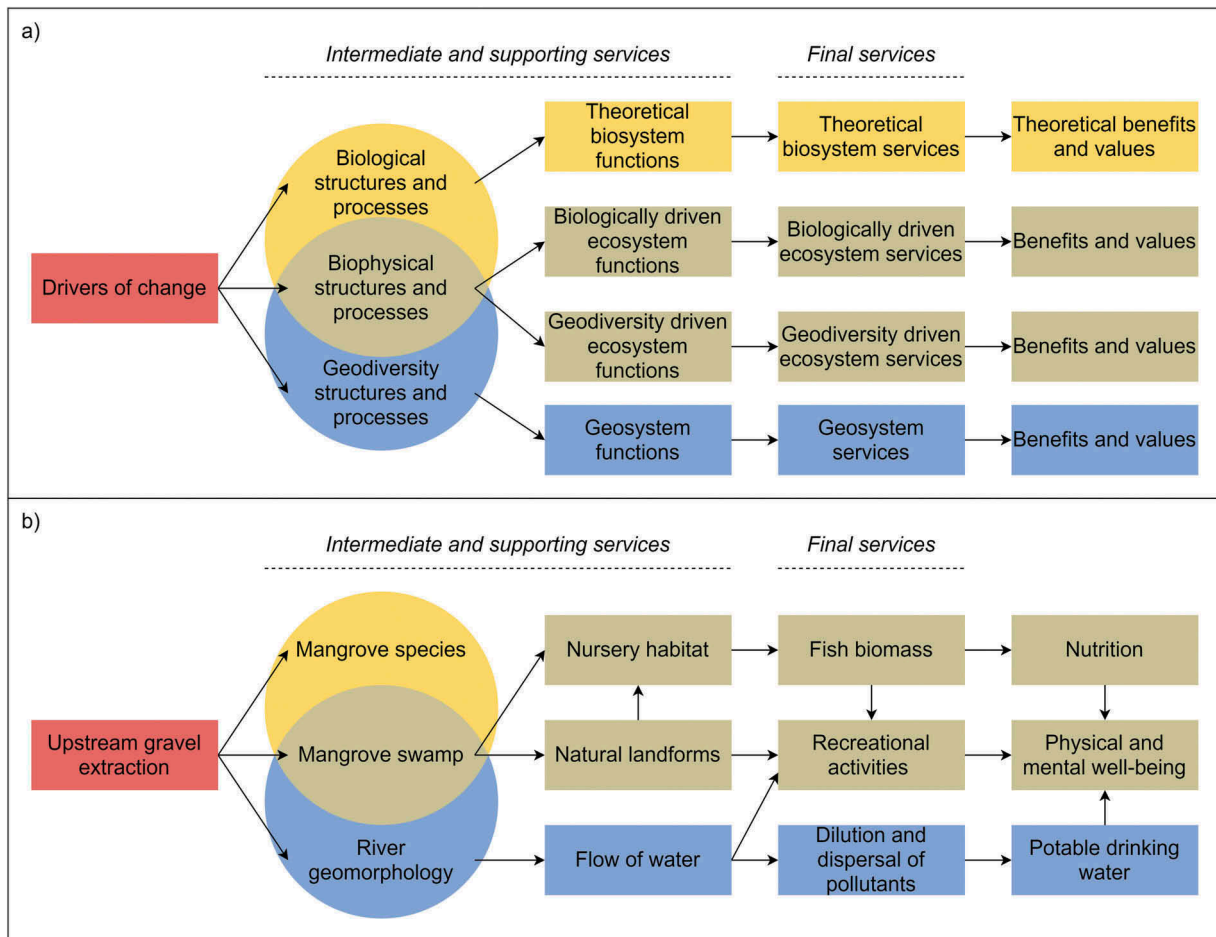 a)
Intermediate and supporting services
Final services
Drivers of change
Biological
structures and
processes
Biophysical
structures and
processes
Geodiversity
structures and
processes
Theoretical
biosystem
functions
Theoretical
biosystem services
Theoretical benefits
and values
Biologically driven
ecosystem
functions
Biologically driven
ecosystem services
Benefits and values
Geodiversity driven
ecosystem
functions
Geodiversity driven
ecosystem services
Benefits and values
Geosystem
functions
Geosystem
services
Benefits and values
b)
Intermediate and supporting services
Final services
Upstream gravel
extraction
Mangrove species
Mangrove swamp
River
geomorphology
Nursery habitat
Fish biomass
Nutrition
Natural landforms
Recreational
activities
Physical and
mental well-being
Flow of water
Dilution and
dispersal of
pollutants
Potable drinking
water